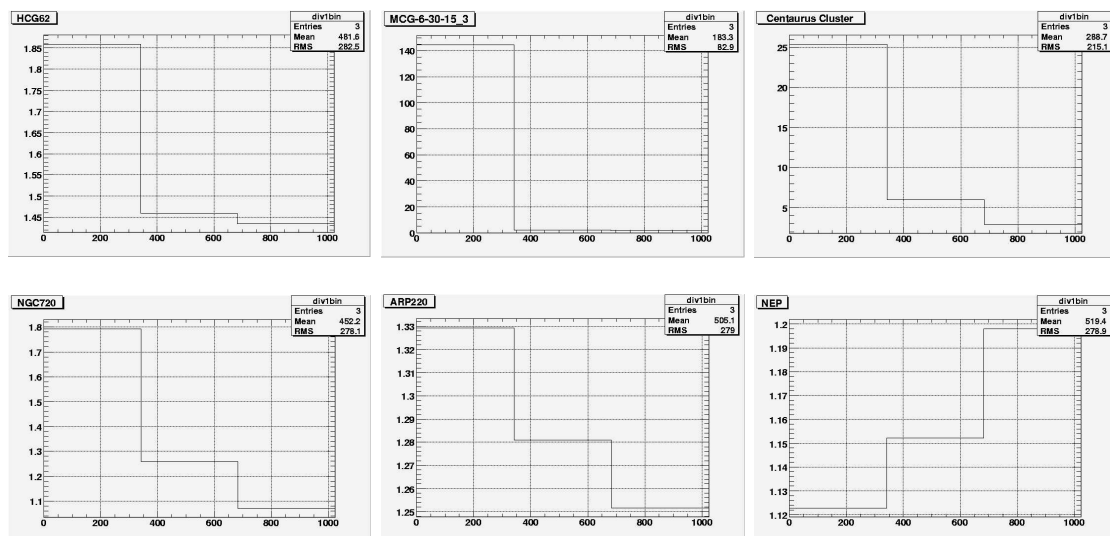 HCG62
div1bin
Entries 3
Mean 481.6
RMS 282.5
1.85
1.8
1.75
1.7
1.65
1.6
1.55
1.5
1.45
0 200 400 600 800 1000
MCG-6-30-15_3
div1bin
Entries 3
Mean 183.3
RMS 82.9
140
120
100
80
60
40
20
0
0 200 400 600 800 1000
Centaurus Cluster
div1bin
Entries 3
Mean 288.7
RMS 215.1
25
20
15
10
5
0 200 400 600 800 1000
NGC720
div1bin
Entries 3
Mean 452.2
RMS 278.1
1.8
1.7
1.6
1.5
1.4
1.3
1.2
1.1
0 200 400 600 800 1000
ARP220
div1bin
Entries 3
Mean 505.1
RMS 279
1.33
1.32
1.31
1.3
1.29
1.28
1.27
1.26
1.25
0 200 400 600 800 1000
NEP
div1bin
Entries 3
Mean 519.4
RMS 278.9
1.2
1.19
1.18
1.17
1.16
1.15
1.14
1.13
1.12
0 200 400 600 800 1000